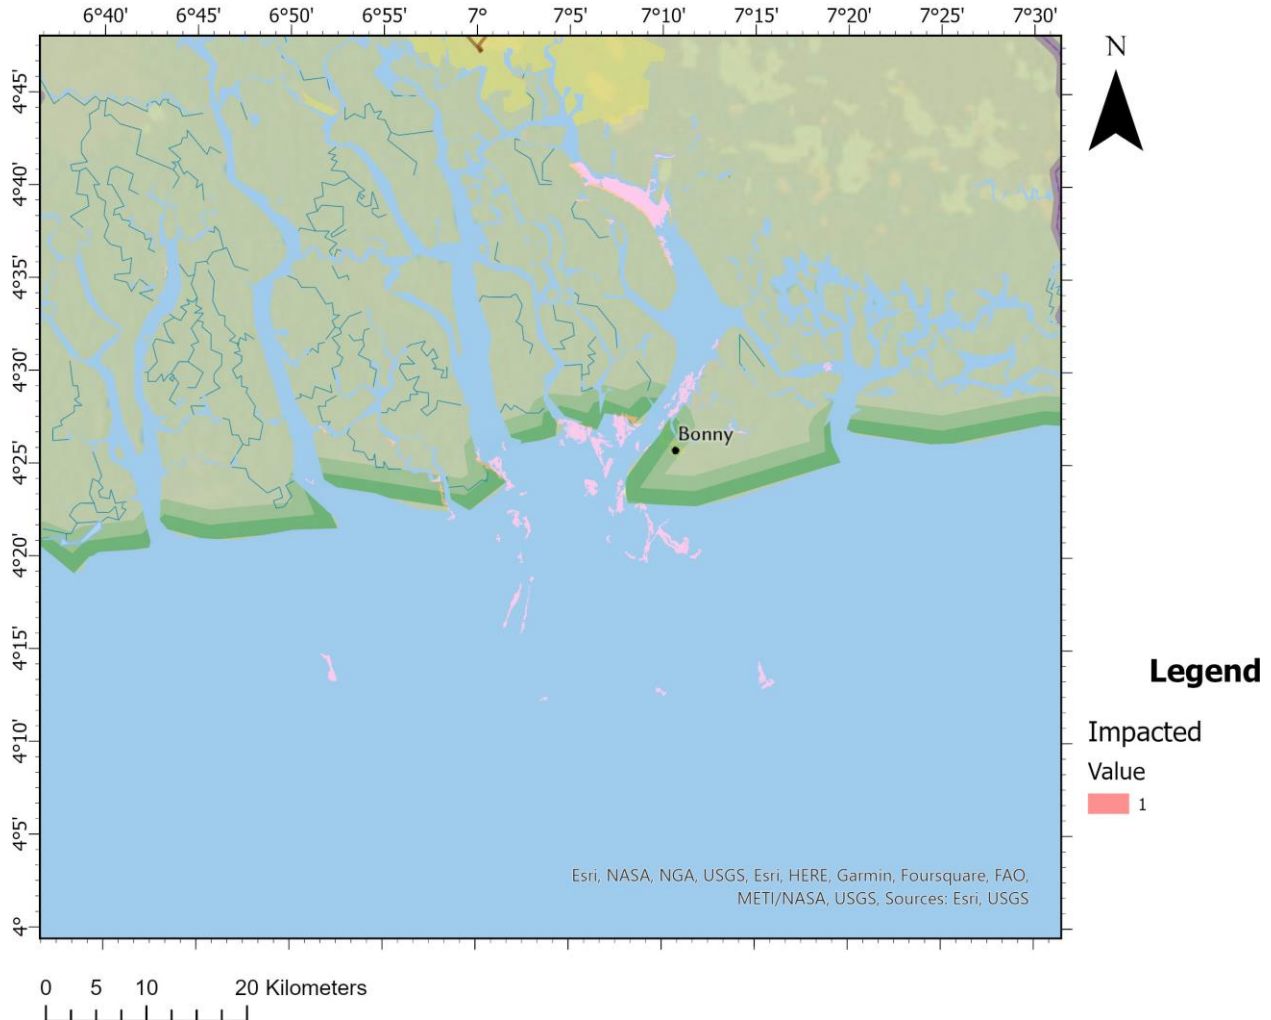 6°40' 6°45' 6°50' 6°55' 7° 7°5' 7°10' 7°15' 7°20' 7°25' 7°30'
N
4°45'
4°40'
4°35'
4°30'
4°25'
4°20'
4°15'
4°10'
4°5'
4°
Bonny
Legend
Impacted
Value
1
Esri, NASA, NGA, USGS, Esri, HERE, Garmin, Foursquare, FAO,
METI/NASA, USGS, Sources: Esri, USGS
0 5 10 20 Kilometers